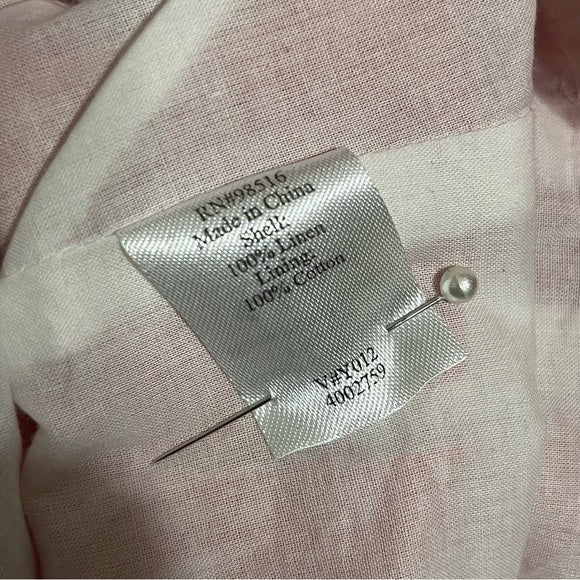 RN#98516
Made in China
Shell:
100% Linen
Lining:
100% Cotton
V#Y012
4002759